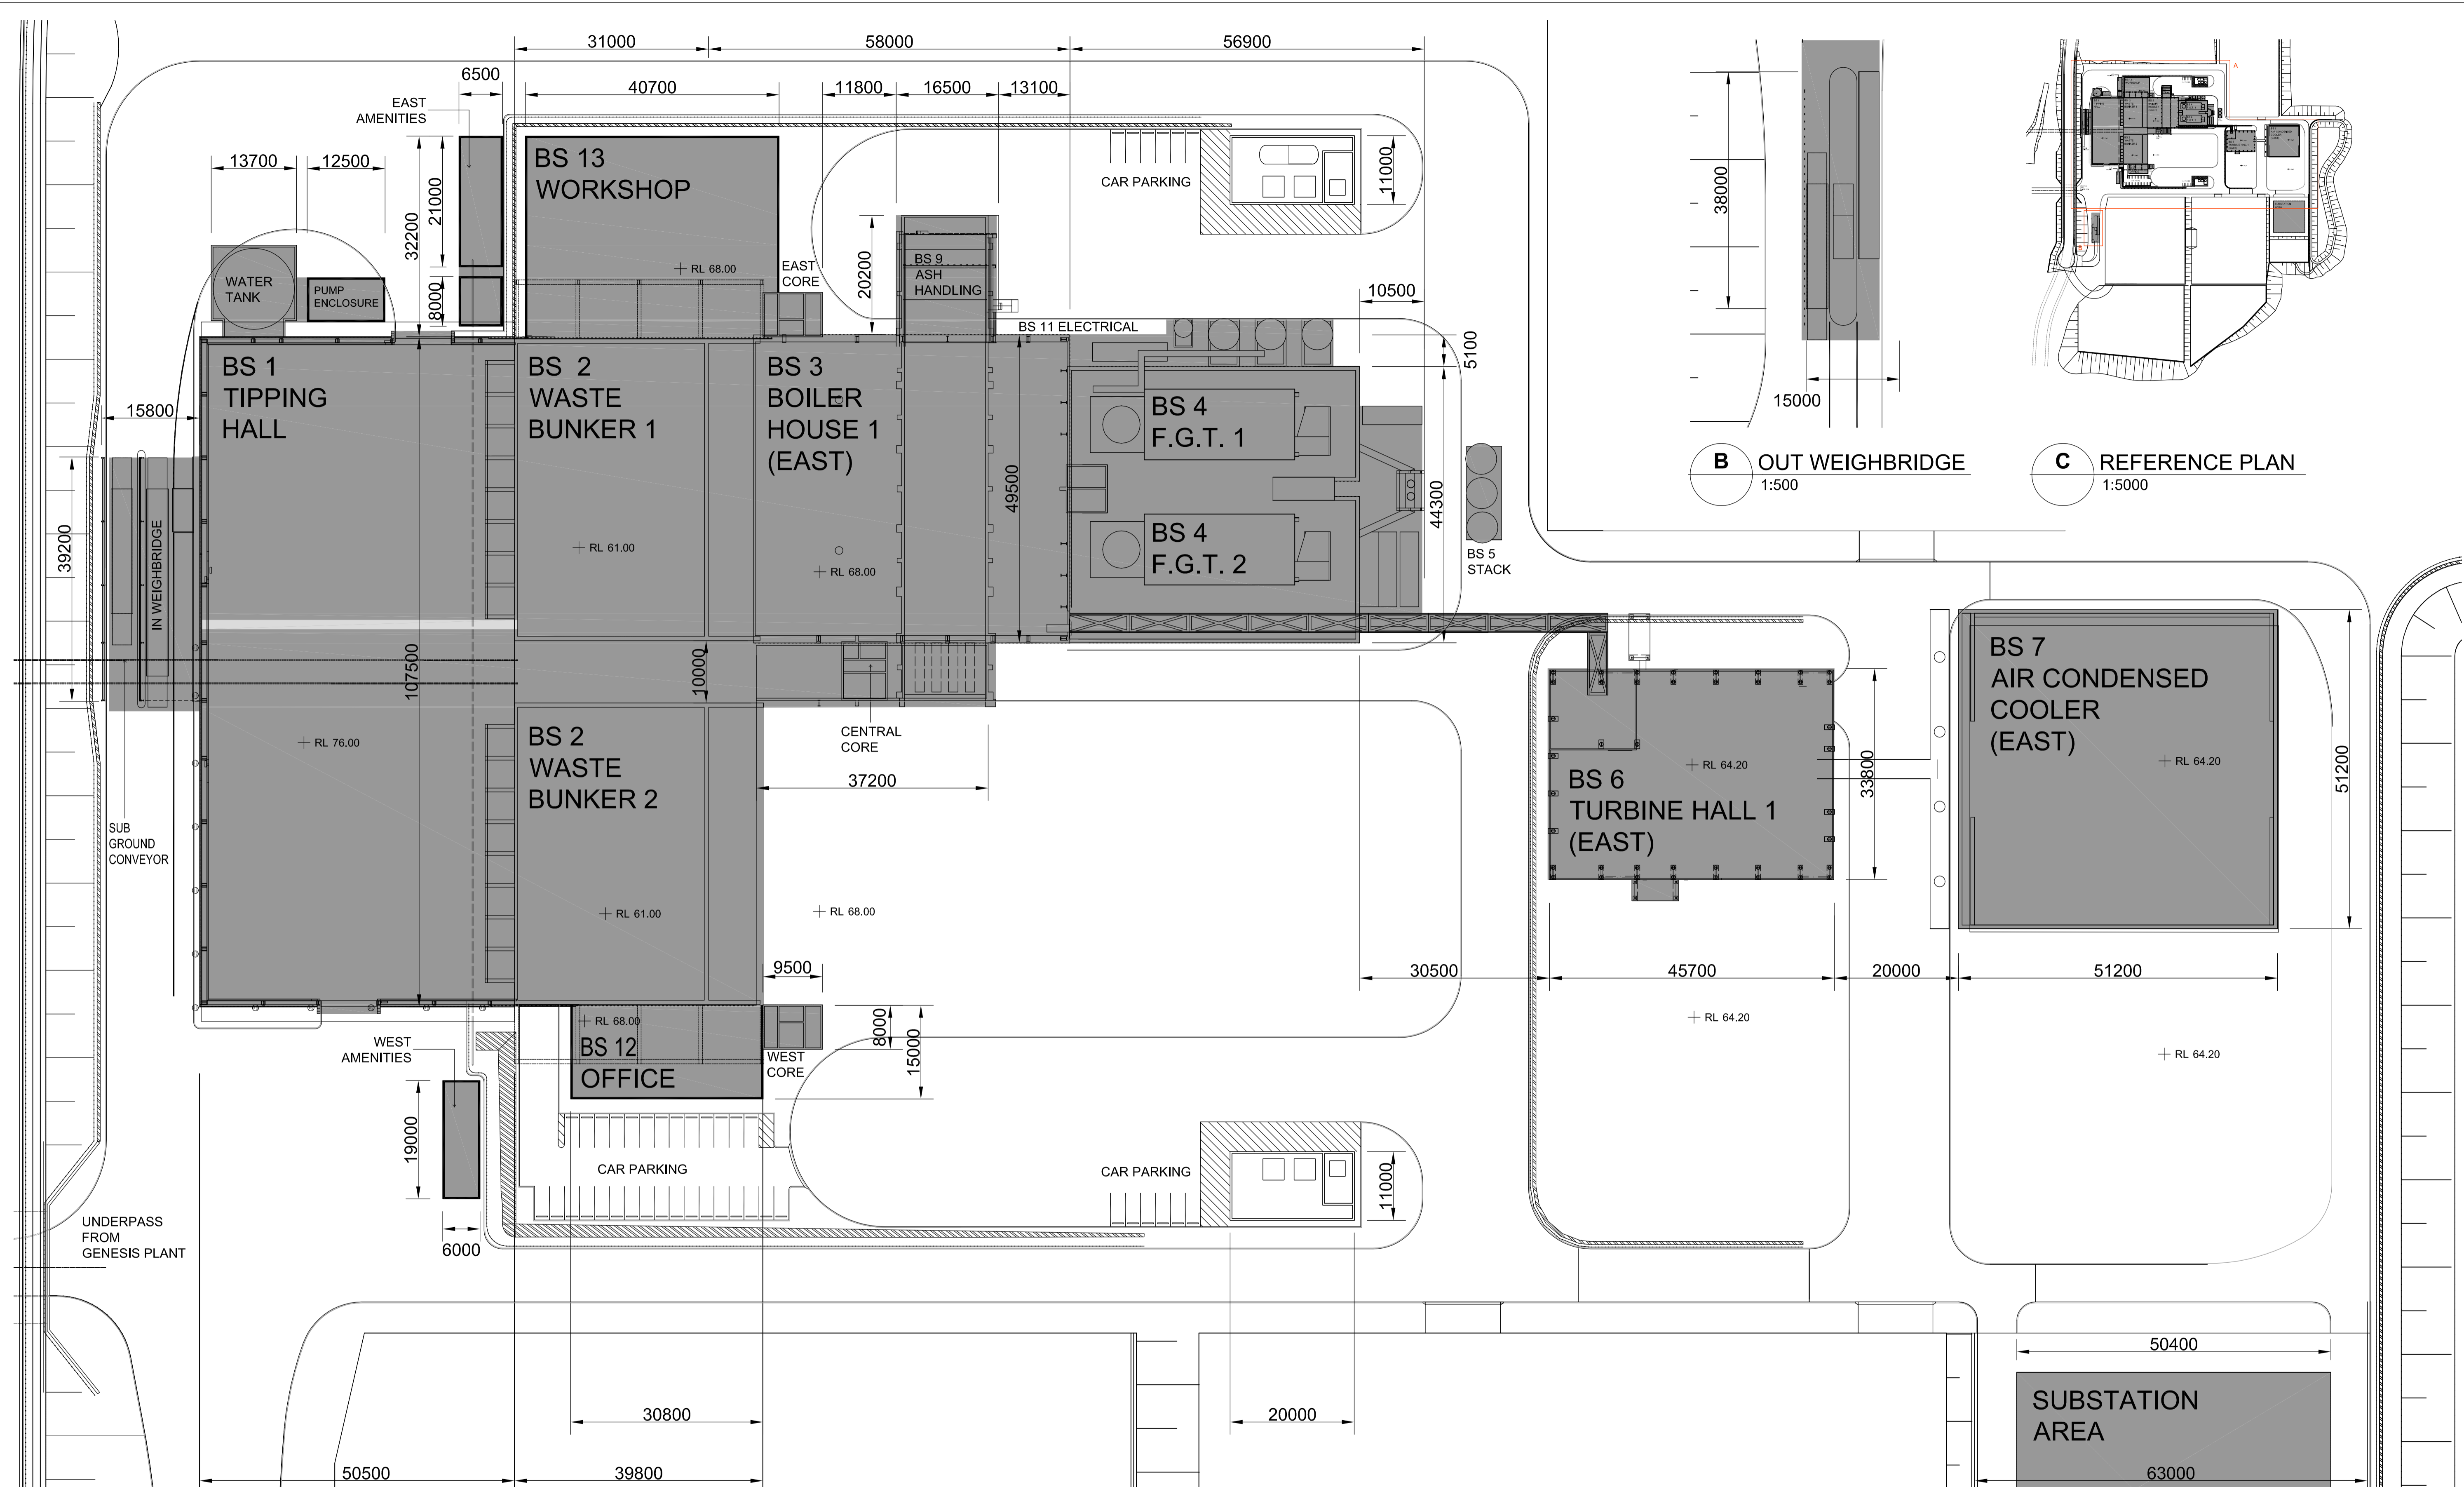 31000
58000
56900
6500
40700
11800
16500
13100
EAST
AMENITIES
13700
12500
21000
32200
8000
WATER
TANK
PUMP
ENCLOSURE
BS 13
WORKSHOP
RL 68.00
EAST
CORE
20200
BS 9
ASH
HANDLING
CAR PARKING
11000
10500
BS 11 ELECTRICAL
5100
38000
15000
B
OUT WEIGHBRIDGE
1:500
C
REFERENCE PLAN
1:5000
A
BS 1
TIPPING
HALL
BS 2
WASTE
BUNKER 1
BS 3
BOILER
HOUSE 1
(EAST)
BS 4
F.G.T. 1
BS 4
F.G.T. 2
15800
39200
IN WEIGHBRIDGE
RL 61.00
RL 68.00
49500
44300
BS 5
STACK
107500
10000
RL 76.00
BS 2
WASTE
BUNKER 2
CENTRAL
CORE
37200
SUB
GROUND
CONVEYOR
RL 61.00
RL 68.00
BS 6
TURBINE HALL 1
(EAST)
RL 64.20
33800
BS 7
AIR CONDENSED
COOLER
(EAST)
RL 64.20
51200
9500
30500
45700
20000
51200
RL 68.00
BS 12
OFFICE
8000
15000
WEST
CORE
WEST
AMENITIES
RL 64.20
RL 64.20
19000
6000
CAR PARKING
CAR PARKING
11000
UNDERPASS
FROM
GENESIS PLANT
50400
SUBSTATION
AREA
30800
20000
50500
39800
63000